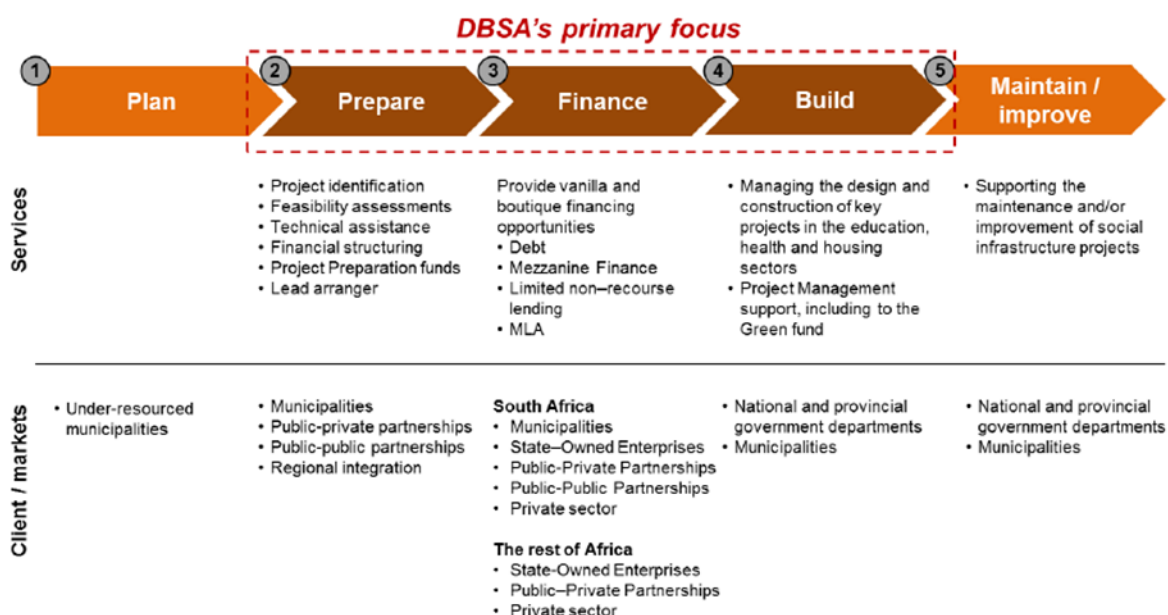 DBSA's primary focus
1
Plan
2
Prepare
3
Finance
4
Build
5
Maintain /
improve
Services
• Project identification
• Feasibility assessments
• Technical assistance
• Financial structuring
• Project Preparation funds
• Lead arranger
Provide vanilla and
boutique financing
opportunities
• Debt
• Mezzanine Finance
• Limited non–recourse
lending
• MLA
• Managing the design and
construction of key
projects in the education,
health and housing
sectors
• Project Management
support, including to the
Green fund
• Supporting the
maintenance and/or
improvement of social
infrastructure projects
Client / markets
• Under-resourced
municipalities
• Municipalities
• Public-private partnerships
• Public-public partnerships
• Regional integration
South Africa
• Municipalities
• State–Owned Enterprises
• Public-Private Partnerships
• Public-Public Partnerships
• Private sector
The rest of Africa
• State-Owned Enterprises
• Public–Private Partnerships
• Private sector
• National and provincial
government departments
• Municipalities
• National and provincial
government departments
• Municipalities